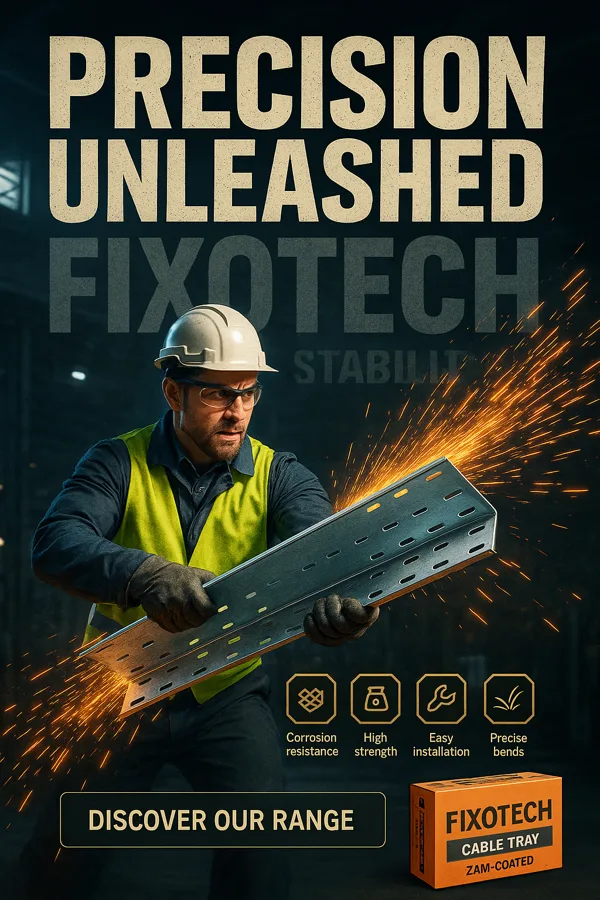 PRECISION
UNLEASHED
FIXOTECH
STABILIT
Corrosion
resistance
High
strength
Easy
installation
Precise
bends
DISCOVER OUR RANGE
FIXOTECH
CABLE TRAY
ZAM-COATED